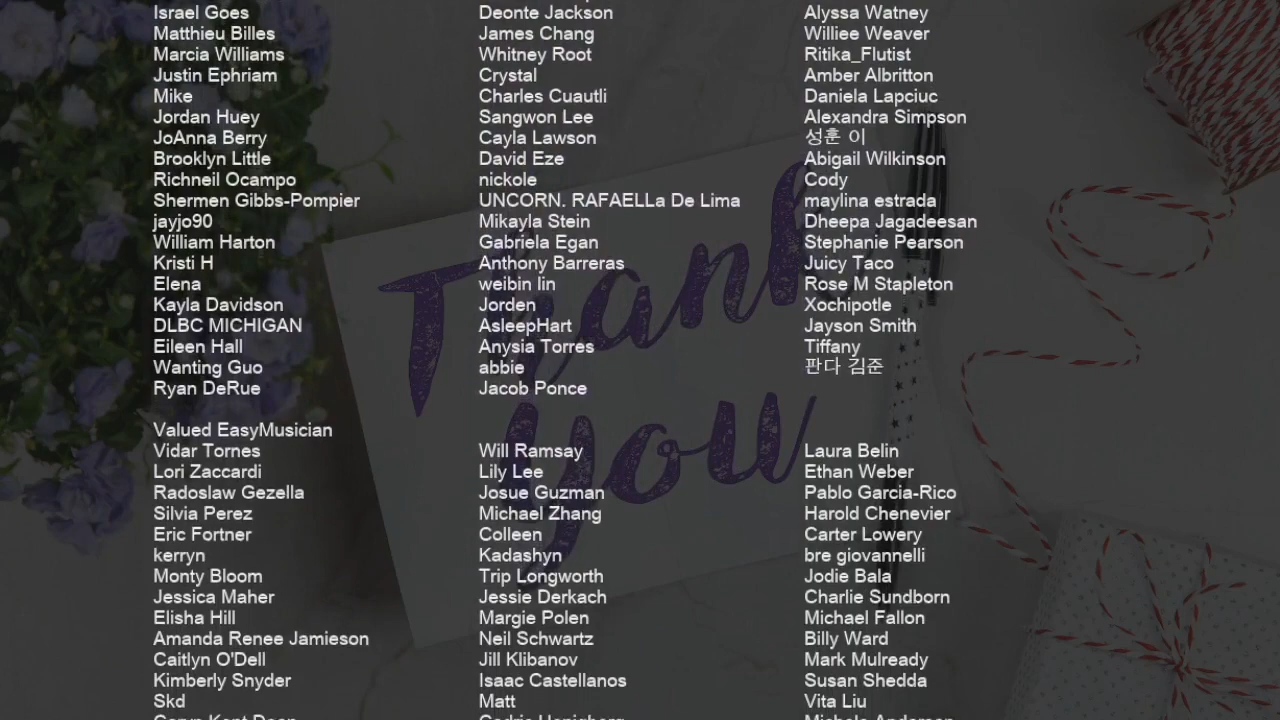 Israel Goes
Matthieu Billes
Marcia Williams
Justin Ephriam
Mike
Jordan Huey
JoAnna Berry
Brooklyn Little
Richneil Ocampo
Shermen Gibbs-Pompier
jayjo90
William Harton
Kristi H
Elena
Kayla Davidson
DLBC MICHIGAN
Eileen Hall
Wanting Guo
Ryan DeRue
Deonte Jackson
James Chang
Whitney Root
Crystal
Charles Cuautli
Sangwon Lee
Cayla Lawson
David Eze
nickole
UNCORN. RAFAELLa De Lima
Mikayla Stein
Gabriela Egan
Anthony Barreras
weibin lin
Jorden
AsleepHart
Anysia Torres
abbie
Jacob Ponce
Alyssa Watney
Williee Weaver
Ritika_Flutist
Amber Albritton
Daniela Lapciuc
Alexandra Simpson
성훈 이
Abigail Wilkinson
Cody
maylina estrada
Dheepa Jagadeesan
Stephanie Pearson
Juicy Taco
Rose M Stapleton
Xochipotle
Jayson Smith
Tiffany
판다 김준
Valued EasyMusician
Vidar Tornes
Lori Zaccardi
Radoslaw Gezella
Silvia Perez
Eric Fortner
kerryn
Monty Bloom
Jessica Maher
Elisha Hill
Amanda Renee Jamieson
Caitlyn O'Dell
Kimberly Snyder
Skd
Will Ramsay
Lily Lee
Josue Guzman
Michael Zhang
Colleen
Kadashyn
Trip Longworth
Jessie Derkach
Margie Polen
Neil Schwartz
Jill Klibanov
Isaac Castellanos
Matt
Laura Belin
Ethan Weber
Pablo Garcia-Rico
Harold Chenevier
Carter Lowery
bre giovannelli
Jodie Bala
Charlie Sundborn
Michael Fallon
Billy Ward
Mark Mulready
Susan Shedda
Vita Liu
Thank
you